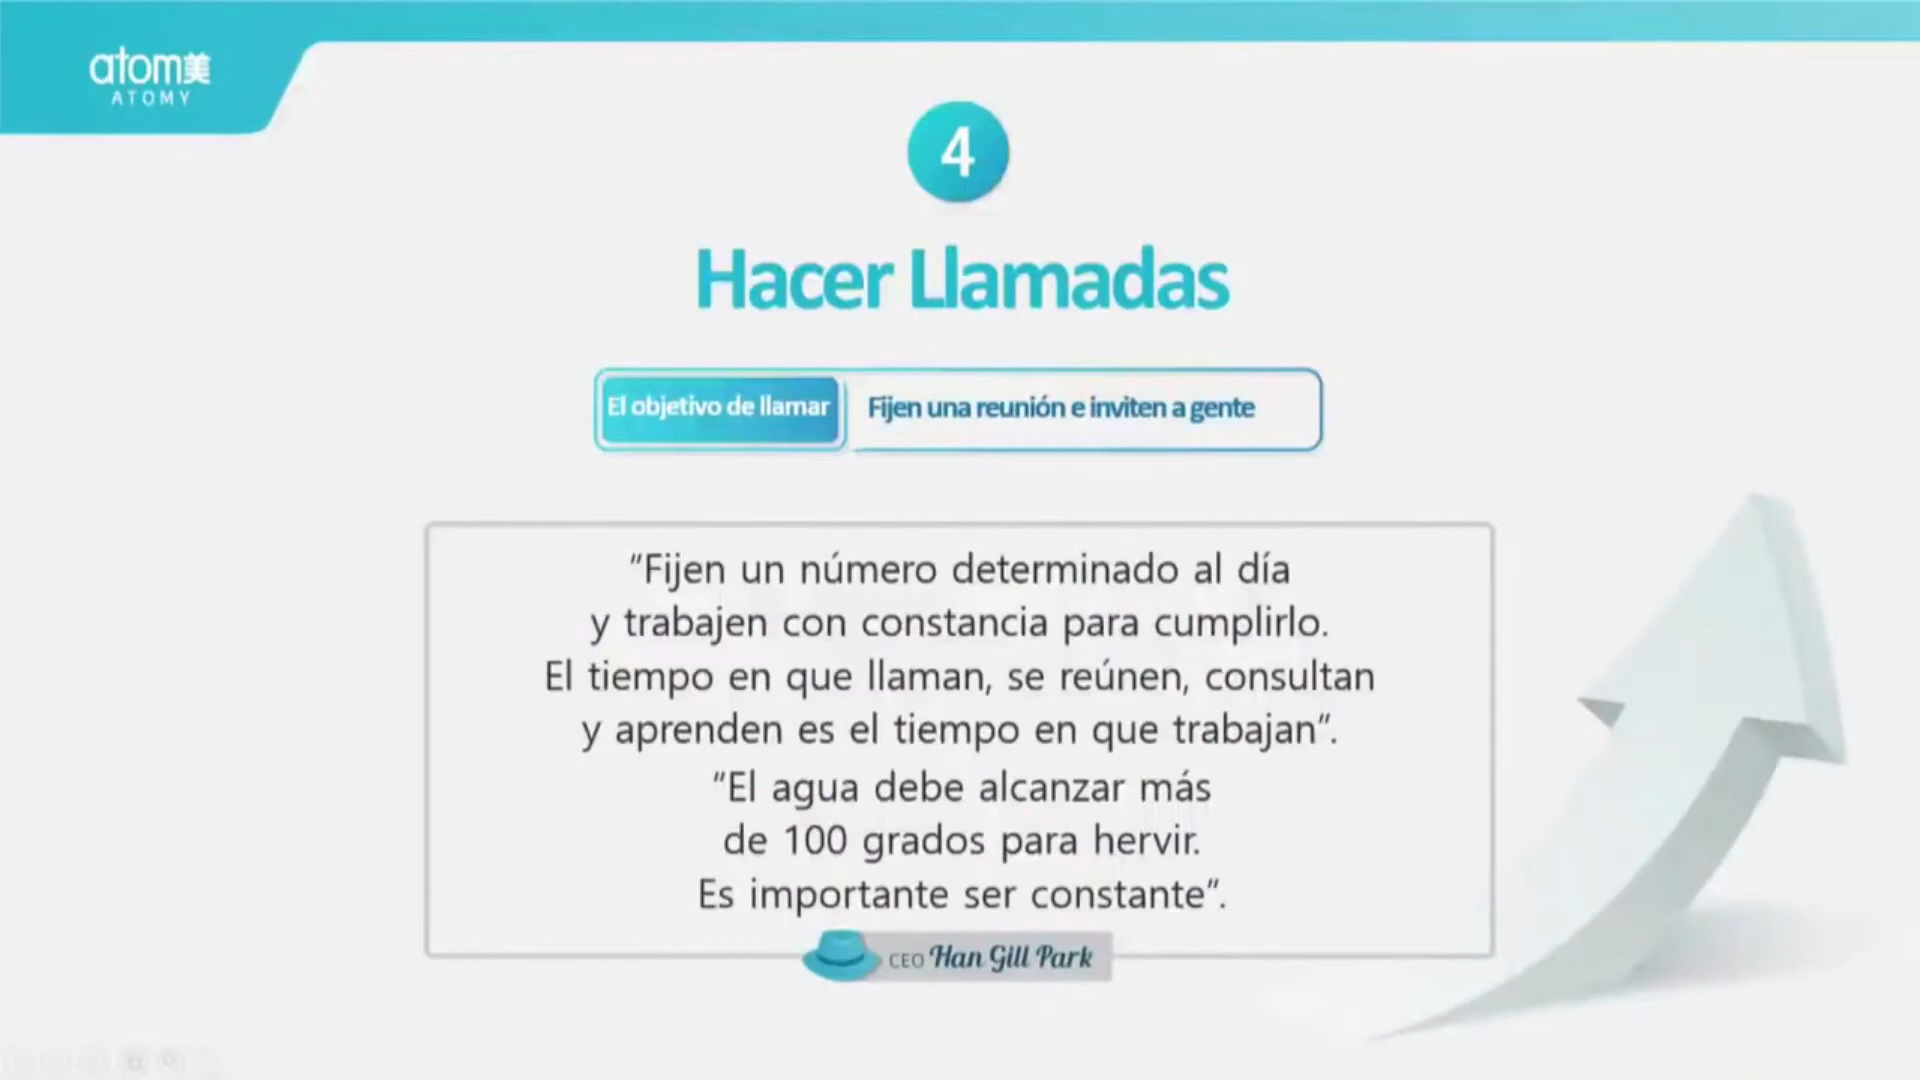 atom美
ATOMY
4
Hacer Llamadas
El objetivo de llamar
Fijen una reunión e inviten a gente
“Fijen un número determinado al día
y trabajen con constancia para cumplirlo.
El tiempo en que llaman, se reúnen, consultan
y aprenden es el tiempo en que trabajan”.
“El agua debe alcanzar más
de 100 grados para hervir.
Es importante ser constante”.
CEO Han Gill Park